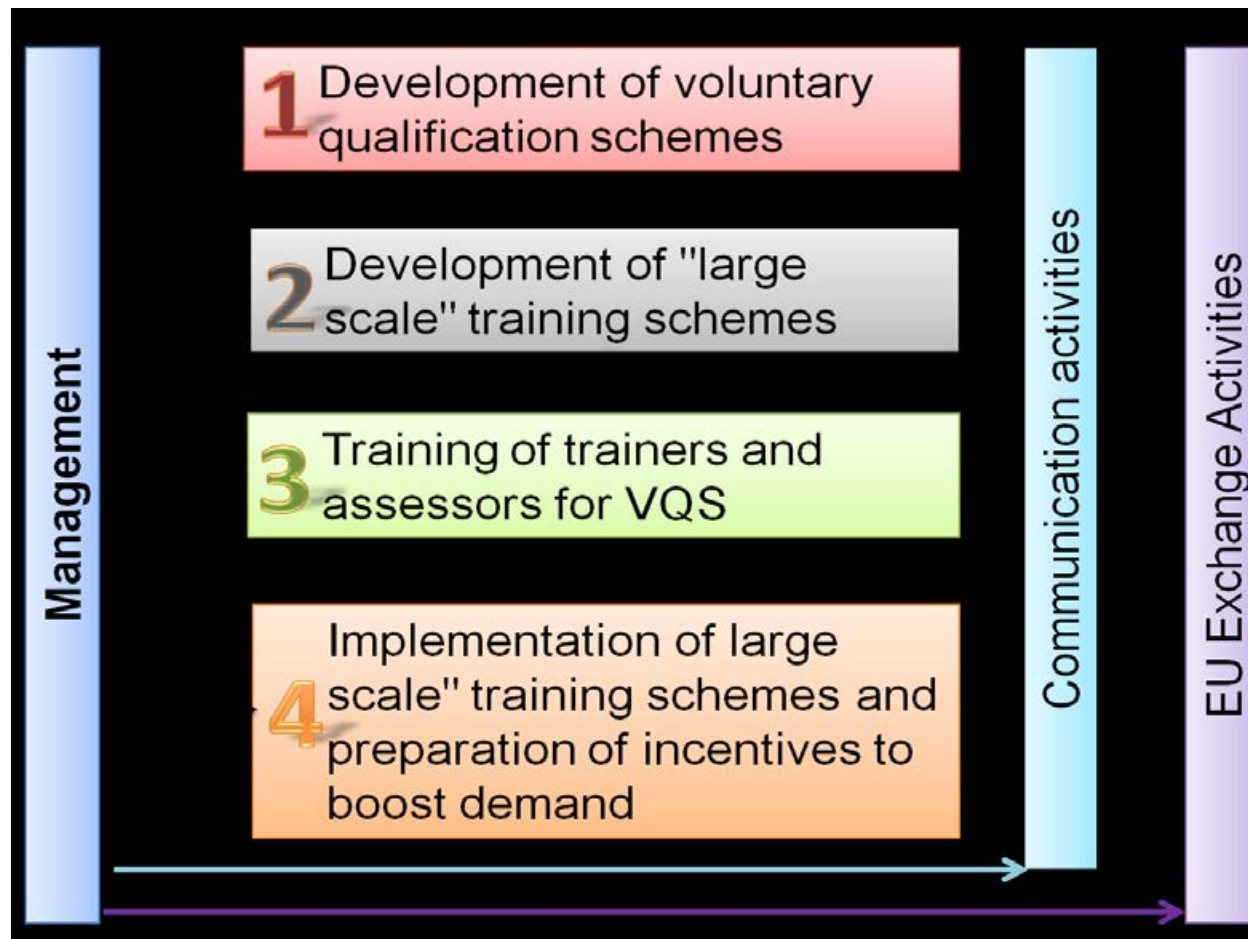 Management
1 Development of voluntary
qualification schemes
2 Development of "large
scale" training schemes
3 Training of trainers and
assessors for VQS
4 Implementation of large
scale" training schemes and
preparation of incentives to
boost demand
Communication activities
EU Exchange Activities